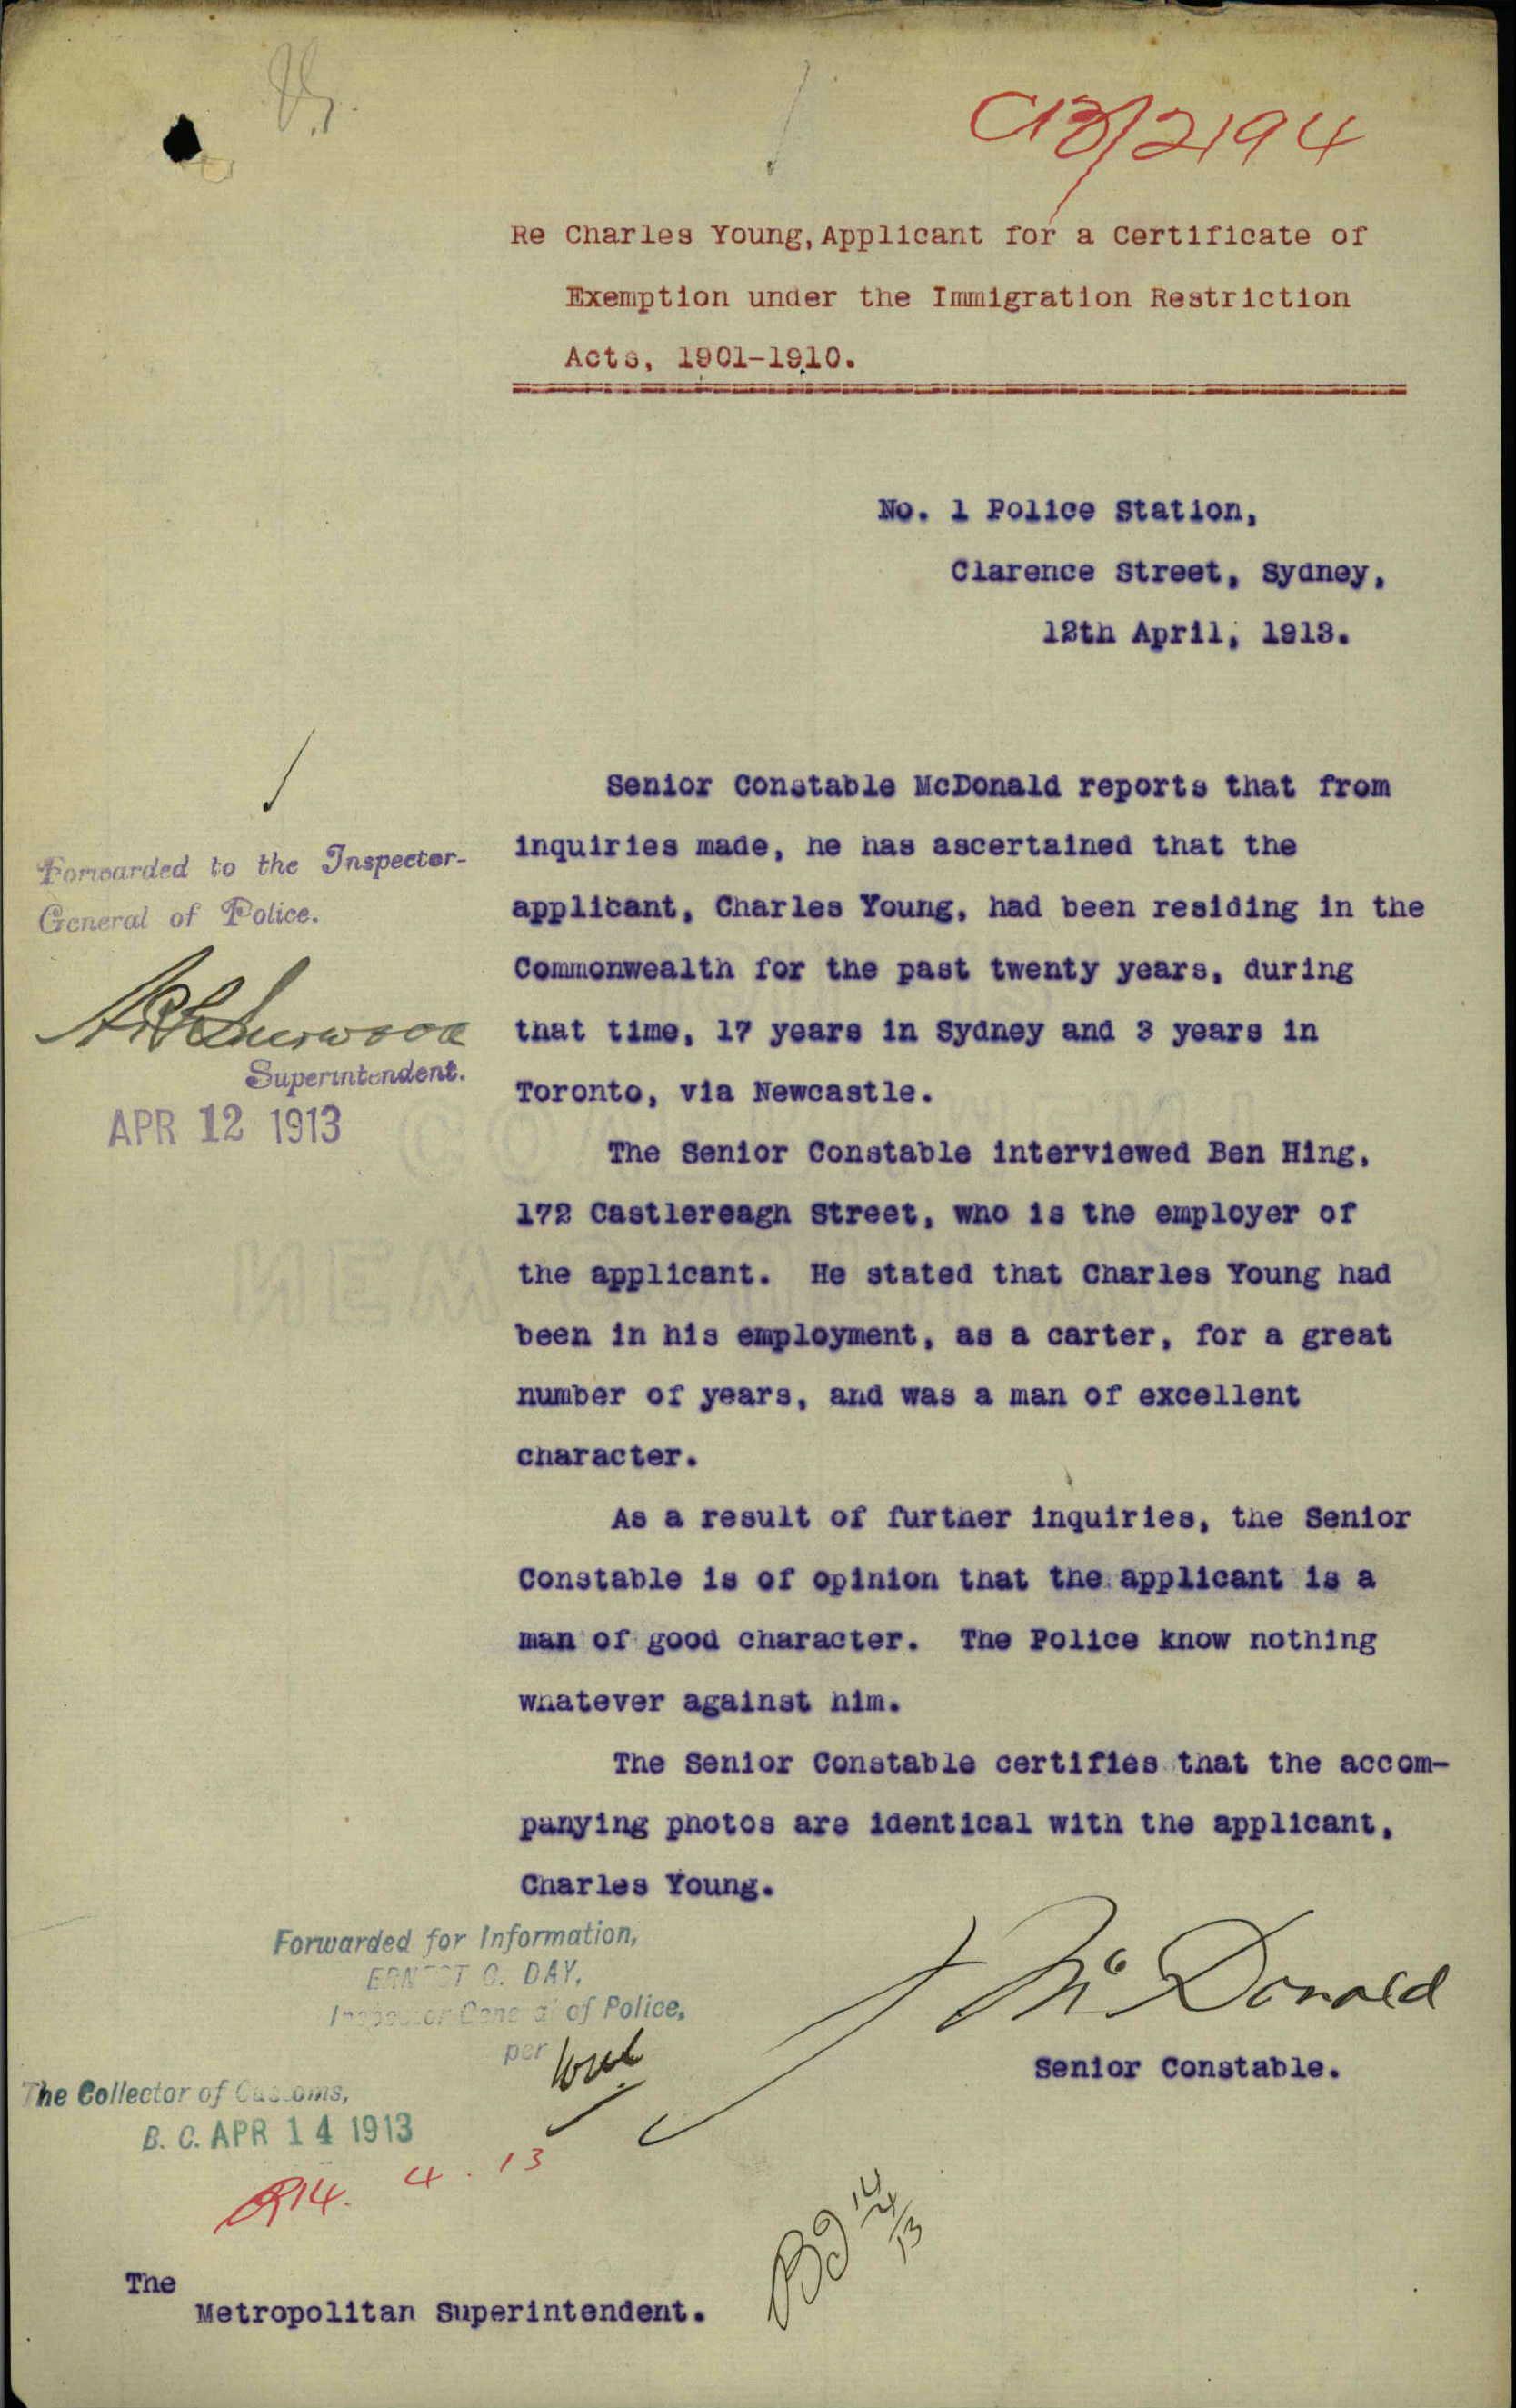 C13/2194
Re Charles Young, Applicant for a Certificate of
Exemption under the Immigration Restriction
Acts, 1901-1910.
No. 1 Police Station,
Clarence Street, Sydney,
12th April, 1913.
Senior Constable McDonald reports that from
inquiries made, he has ascertained that the
applicant, Charles Young, had been residing in the
Commonwealth for the past twenty years, during
that time, 17 years in Sydney and 3 years in
Toronto, via Newcastle.
The Senior Constable interviewed Ben Hing,
172 Castlereagh Street, who is the employer of
the applicant. He stated that Charles Young had
been in his employment, as a carter, for a great
number of years, and was a man of excellent
character.
As a result of further inquiries, the Senior
Constable is of opinion that the applicant is a
man of good character. The Police know nothing
whatever against him.
The Senior Constable certifies that the accom-
panying photos are identical with the applicant,
Charles Young.
McDonald
Senior Constable.
Forwarded to the Inspector-
General of Police.
Superintendent.
APR 12 1913
Forwarded for Information,
ERNEST C. DAY,
Inspector General of Police,
per
The Collector of Customs,
B. C. APR 14 1913
14. 4. 13
14/4/13
The
Metropolitan Superintendent.